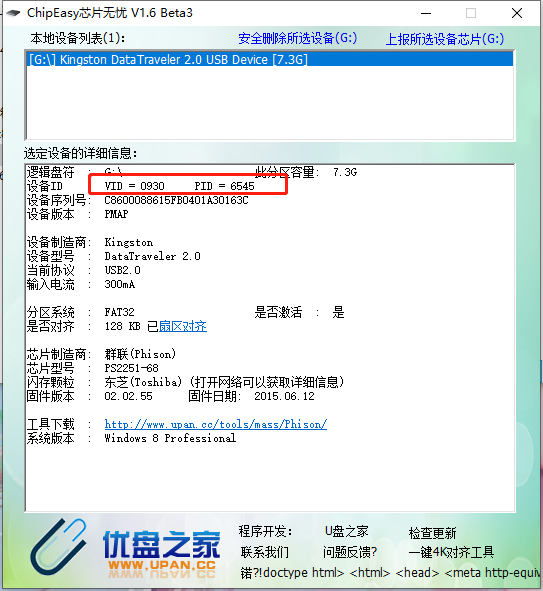 ChipEasy芯片无忧 V1.6 Beta3
本地设备列表(1): 安全删除所选设备(G:) 上报所选设备芯片(G:)
[G:\] Kingston DataTraveler 2.0 USB Device [7.3G]
选定设备的详细信息:
逻辑盘符 : G:\ 此分区容量: 7.3G
设备ID : VID = 0930 PID = 6545
设备序列号: C8600088615FB0401A30163C
设备版本 : PMAP
设备制造商: Kingston
设备型号 : DataTraveler 2.0
当前协议 : USB2.0
输入电流 : 300mA
分区系统 : FAT32 是否激活 : 是
是否对齐 : 128 KB 已扇区对齐
芯片制造商: 群联(Phison)
芯片型号 : PS2251-68
闪存颗粒 : 东芝(Toshiba) (打开网络可以获取详细信息)
固件版本 : 02.02.55 固件日期: 2015.06.12
工具下载 : http://www.upan.cc/tools/mass/Phison/
系统版本 : Windows 8 Professional
优盘之家
WWW.UPAN.CC
程序开发: U盘之家 检查更新
联系我们 问题反馈? 一键4K对齐工具
锘?!doctype html> <html> <head> <meta http-equiv